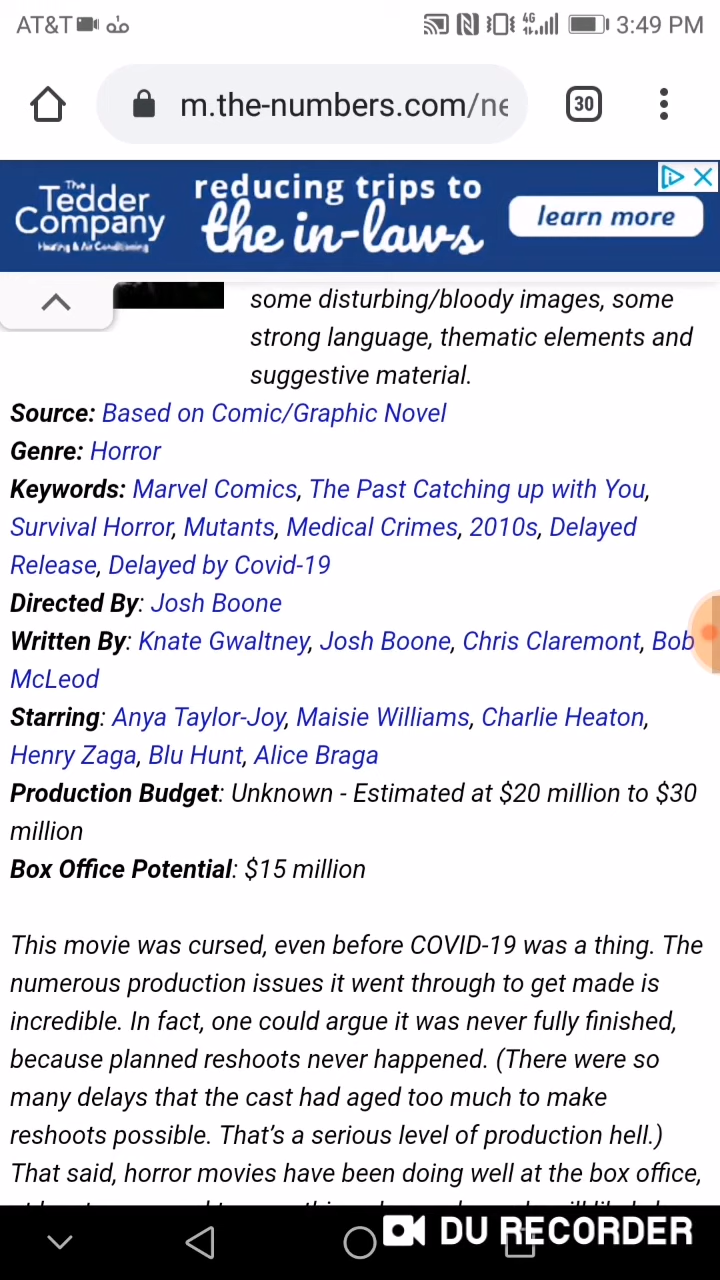 AT&T 4G 3:49 PM
m.the-numbers.com/ne 30
The Tedder Company Heating & Air Conditioning
reducing trips to the in-laws
learn more
some disturbing/bloody images, some
strong language, thematic elements and
suggestive material.
Source: Based on Comic/Graphic Novel
Genre: Horror
Keywords: Marvel Comics, The Past Catching up with You,
Survival Horror, Mutants, Medical Crimes, 2010s, Delayed
Release, Delayed by Covid-19
Directed By: Josh Boone
Written By: Knate Gwaltney, Josh Boone, Chris Claremont, Bob
McLeod
Starring: Anya Taylor-Joy, Maisie Williams, Charlie Heaton,
Henry Zaga, Blu Hunt, Alice Braga
Production Budget: Unknown - Estimated at $20 million to $30
million
Box Office Potential: $15 million
This movie was cursed, even before COVID-19 was a thing. The
numerous production issues it went through to get made is
incredible. In fact, one could argue it was never fully finished,
because planned reshoots never happened. (There were so
many delays that the cast had aged too much to make
reshoots possible. That's a serious level of production hell.)
That said, horror movies have been doing well at the box office,
DU RECORDER